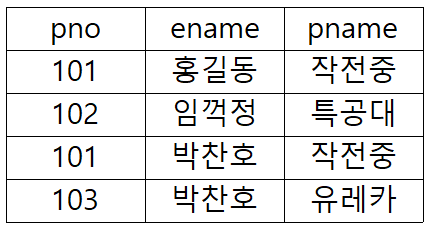 pno ename pname
101 홍길동 작전중
102 임꺽정 특공대
101 박찬호 작전중
103 박찬호 유레카